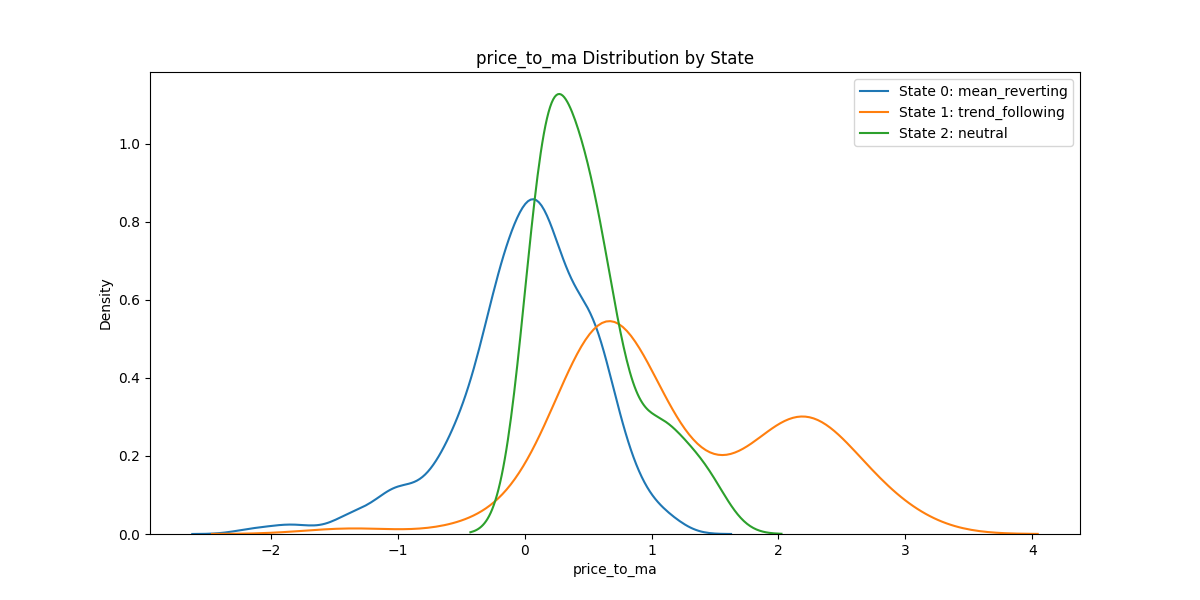 price_to_ma Distribution by State
State 0: mean_reverting
State 1: trend_following
State 2: neutral
Density
1.0
0.8
0.6
0.4
0.2
0.0
−2
−1
0
1
2
3
4
price_to_ma